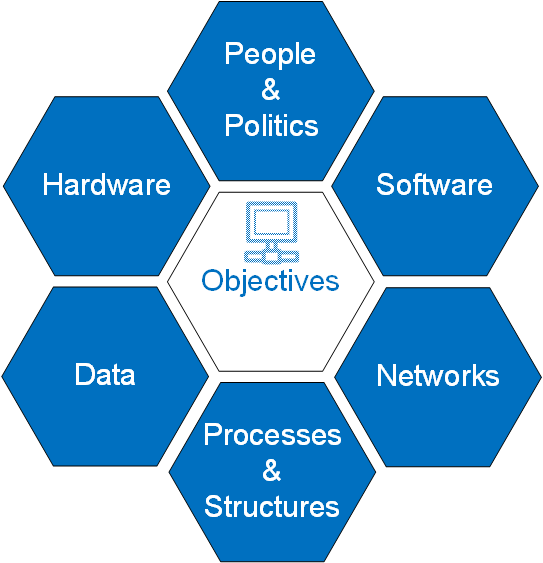 People
&
Politics
Hardware
Software
Objectives
Data
Networks
Processes
&
Structures